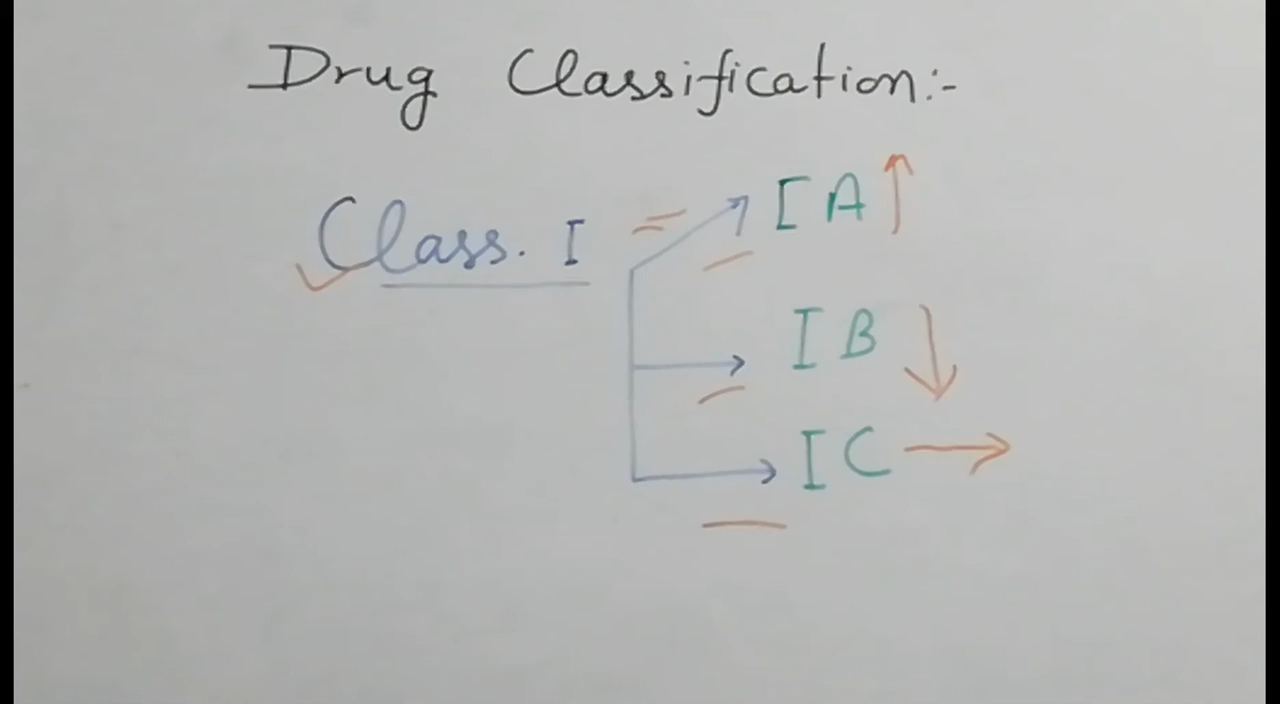 Drug Classification:-
Class. I
IA↑
IB↓
IC→